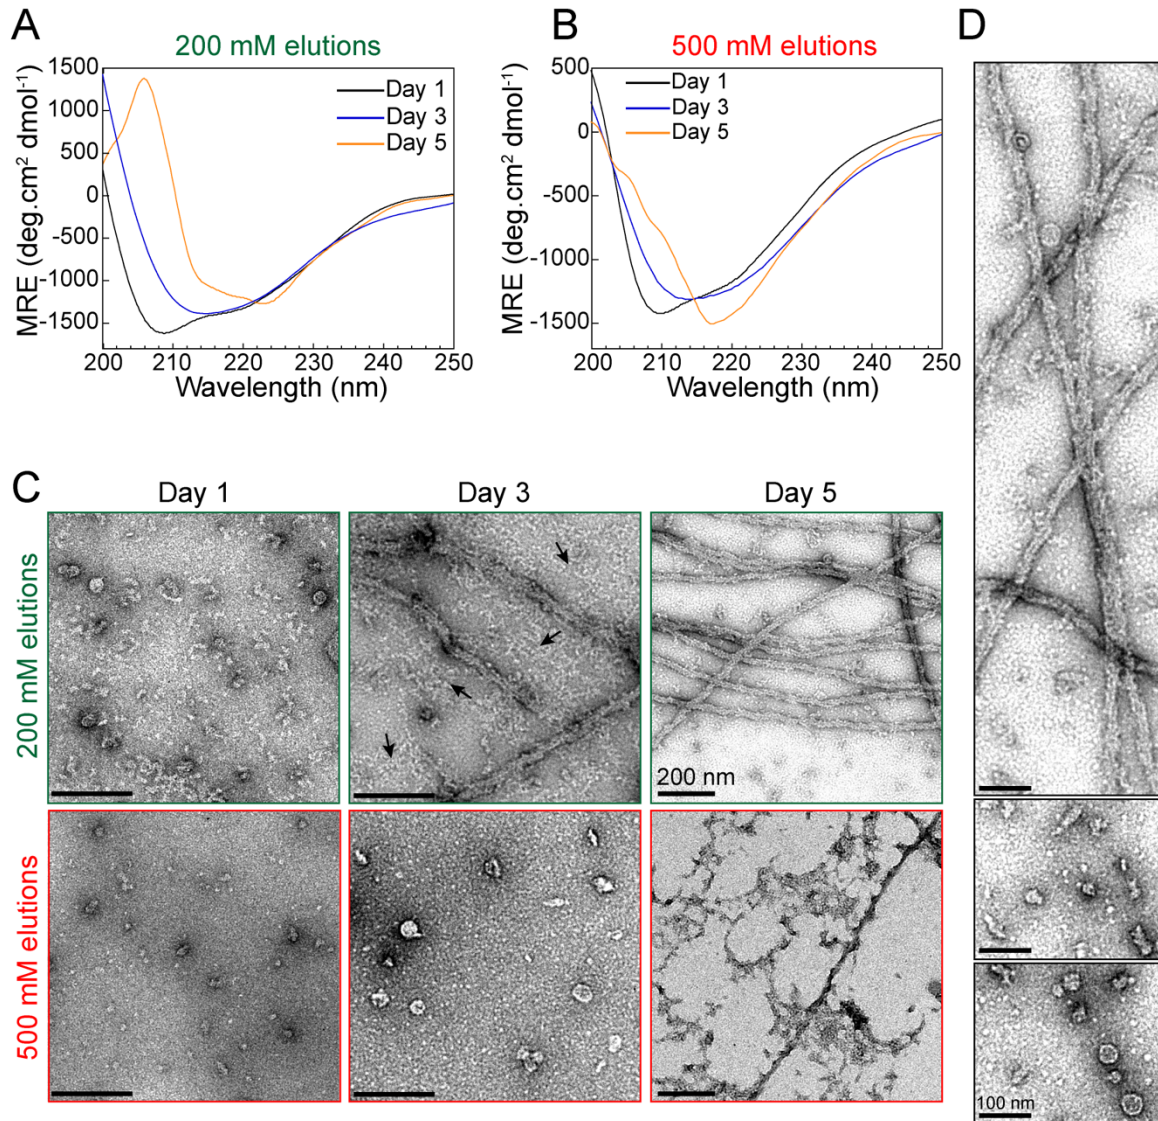 A
200 mM elutions
MRE (deg.cm² dmol⁻¹)
1500
1000
500
0
-500
-1000
-1500
Day 1
Day 3
Day 5
200 210 220 230 240 250
Wavelength (nm)
B
500 mM elutions
MRE (deg.cm² dmol⁻¹)
500
0
-500
-1000
-1500
Day 1
Day 3
Day 5
200 210 220 230 240 250
Wavelength (nm)
C
Day 1 Day 3 Day 5
200 mM elutions
200 nm
500 mM elutions
D
100 nm